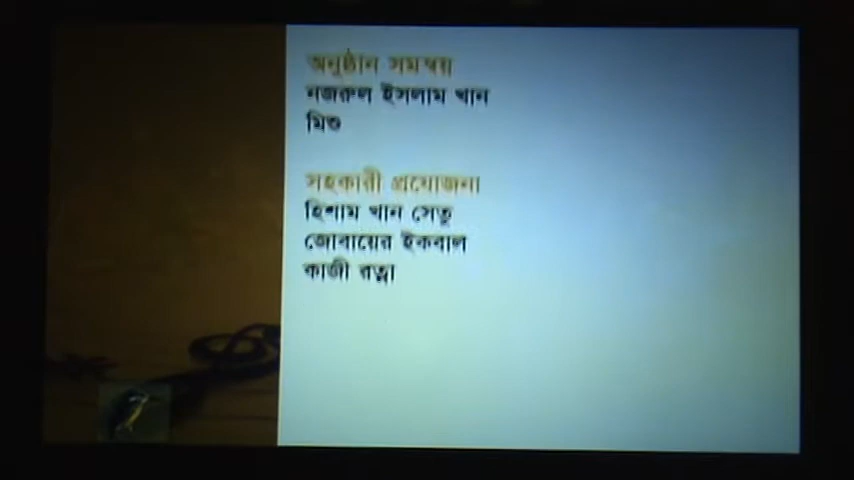 অনুষ্ঠান সমন্বয়
নজরুল ইসলাম খান
মিশু
সহকারী প্রযোজনা
হিশাম খান সেতু
জোবায়ের ইকবাল
কাজী রত্না